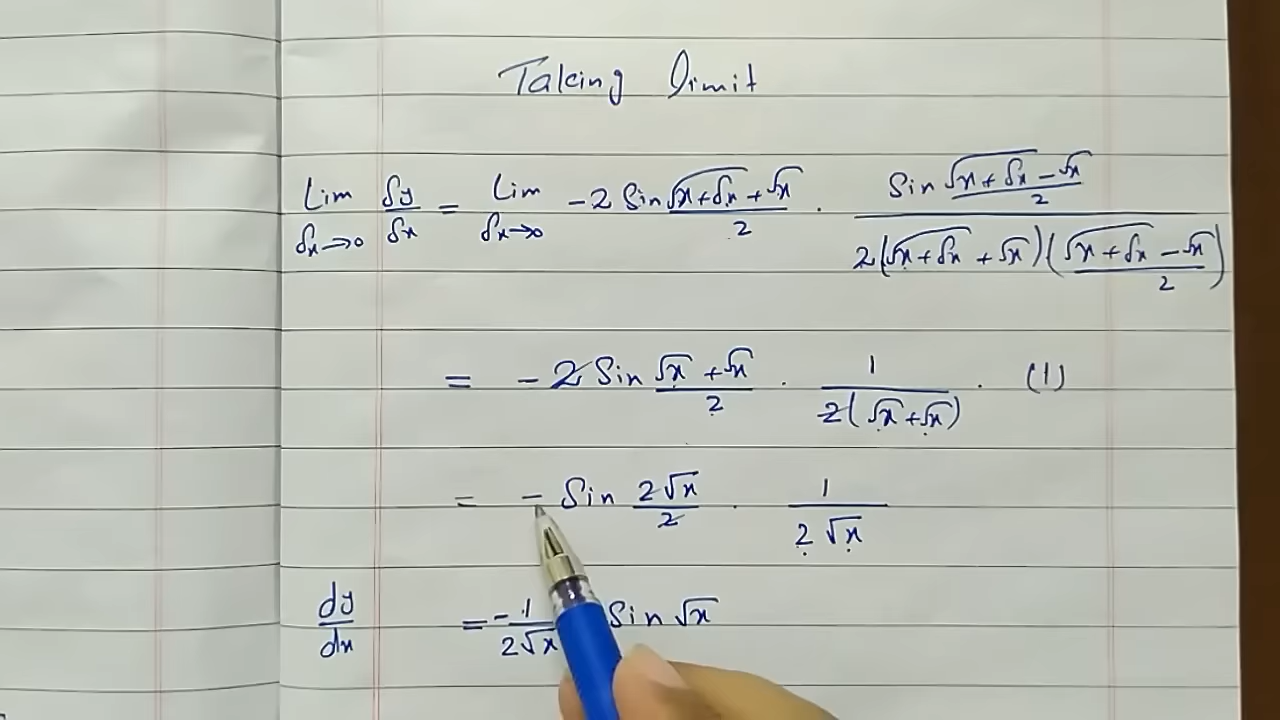 Taking limit
Lim δx→0 δy/δx = Lim δx→0 -2 Sin (√(x+δx) + √x)/2 . Sin (√(x+δx) - √x)/2 / 2(√(x+δx) + √x)((√(x+δx) - √x)/2)
= -2 Sin (√x + √x)/2 . 1/2(√x + √x) . (1)
= - Sin 2√x/2 . 1/2√x
dy/dx = -1/2√x Sin √x